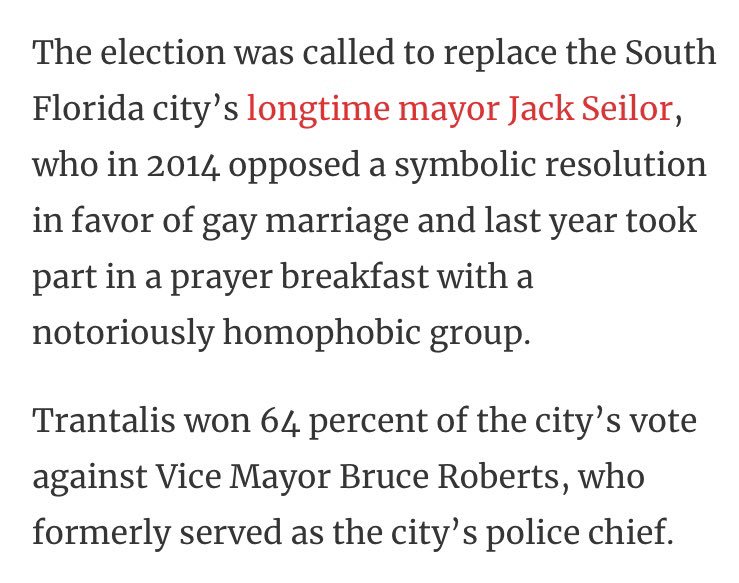 The election was called to replace the South
Florida city’s longtime mayor Jack Seilor,
who in 2014 opposed a symbolic resolution
in favor of gay marriage and last year took
part in a prayer breakfast with a
notoriously homophobic group.
Trantalis won 64 percent of the city’s vote
against Vice Mayor Bruce Roberts, who
formerly served as the city’s police chief.